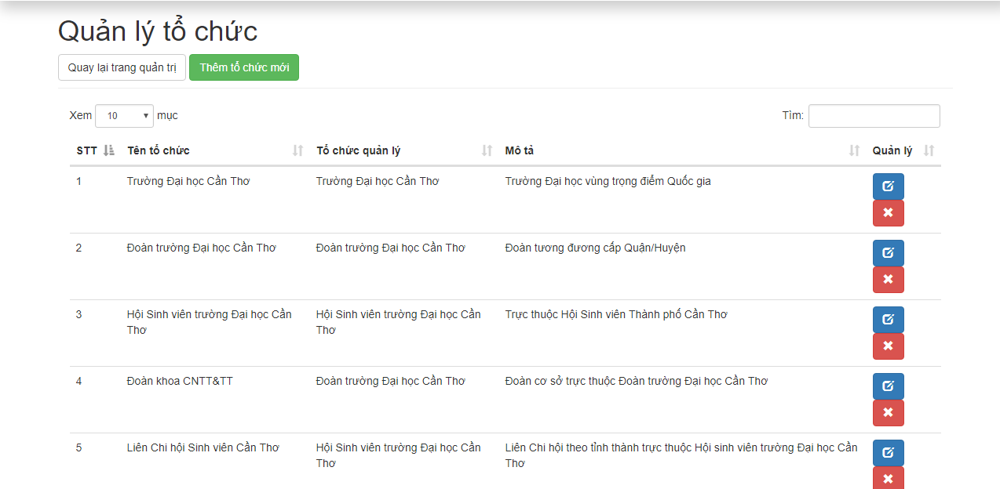 Quản lý tổ chức
Quay lại trang quản trị Thêm tổ chức mới
Xem 10 mục Tìm:
STT Tên tổ chức Tổ chức quản lý Mô tả Quản lý
1 Trường Đại học Cần Thơ Trường Đại học Cần Thơ Trường Đại học vùng trọng điểm Quốc gia
2 Đoàn trường Đại học Cần Thơ Đoàn trường Đại học Cần Thơ Đoàn tương đương cấp Quận/Huyện
3 Hội Sinh viên trường Đại học Cần Hội Sinh viên trường Đại học Cần Trực thuộc Hội Sinh viên Thành phố Cần Thơ
Thơ Thơ
4 Đoàn khoa CNTT&TT Đoàn trường Đại học Cần Thơ Đoàn cơ sở trực thuộc Đoàn trường Đại học Cần Thơ
5 Liên Chi hội Sinh viên Cần Thơ Hội Sinh viên trường Đại học Cần Liên Chi hội theo tỉnh thành trực thuộc Hội sinh viên trường Đại học Cần
Thơ Thơ